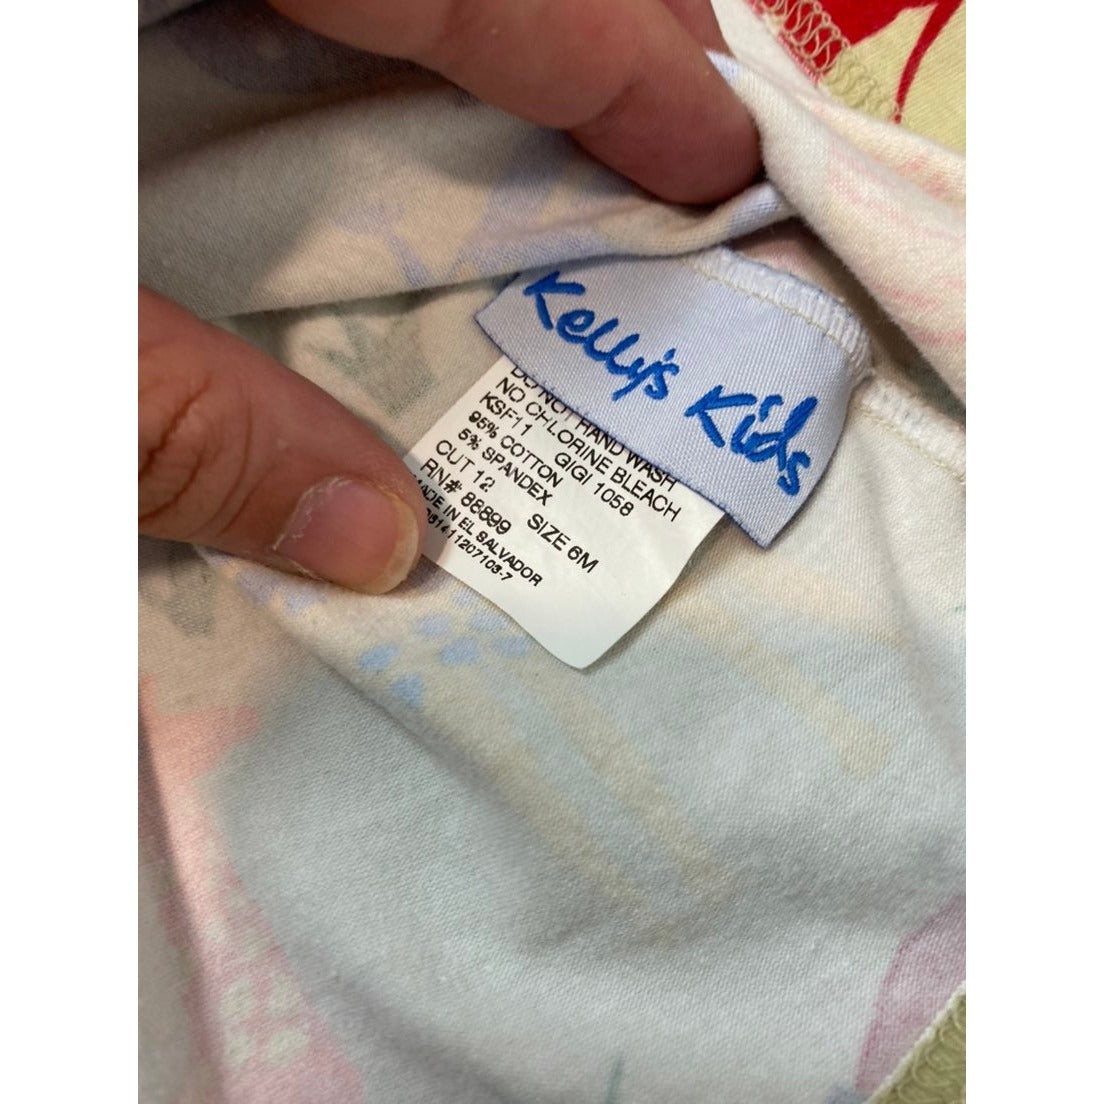 Kelly's Kids
DO NOT HAND WASH
NO CHLORINE BLEACH
KSF11 GIGI 1058
95% COTTON
5% SPANDEX
CUT 12 SIZE 6M
RN# 88899
MADE IN EL SALVADOR